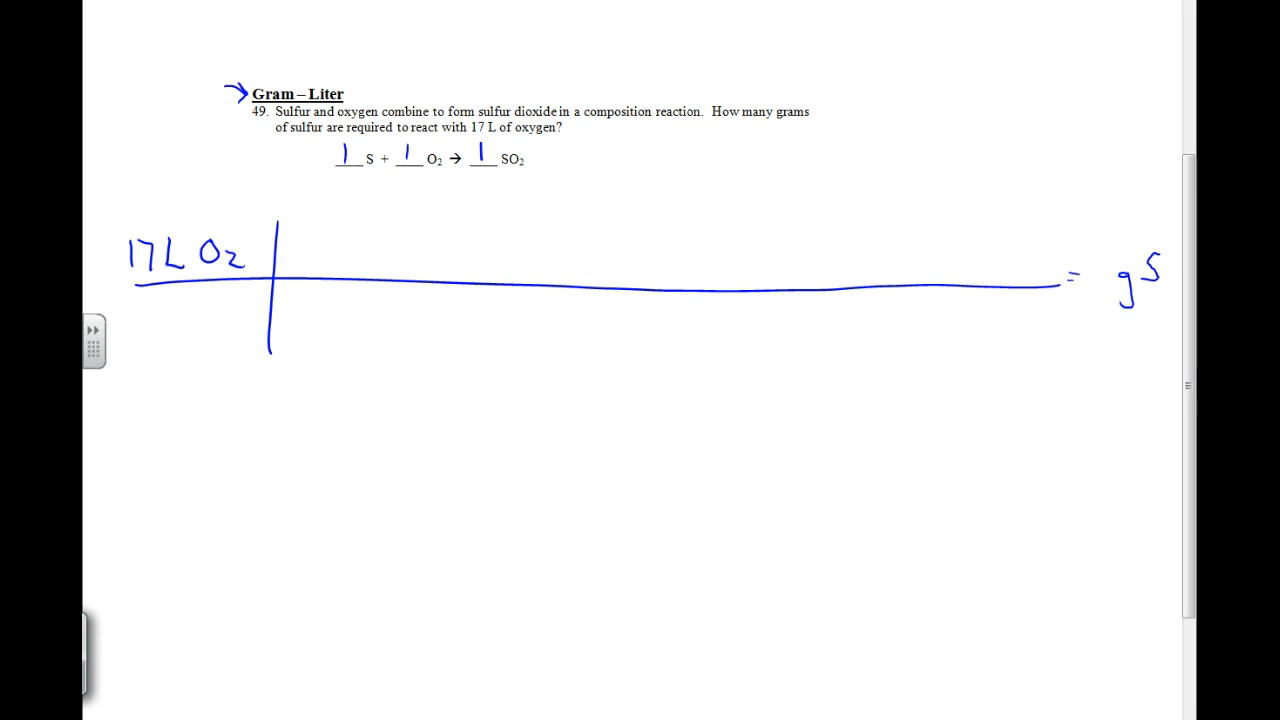 Gram – Liter
49. Sulfur and oxygen combine to form sulfur dioxide in a composition reaction. How many grams
of sulfur are required to react with 17 L of oxygen?
1 S + 1 O₂ → 1 SO₂
17 L O₂ = g S